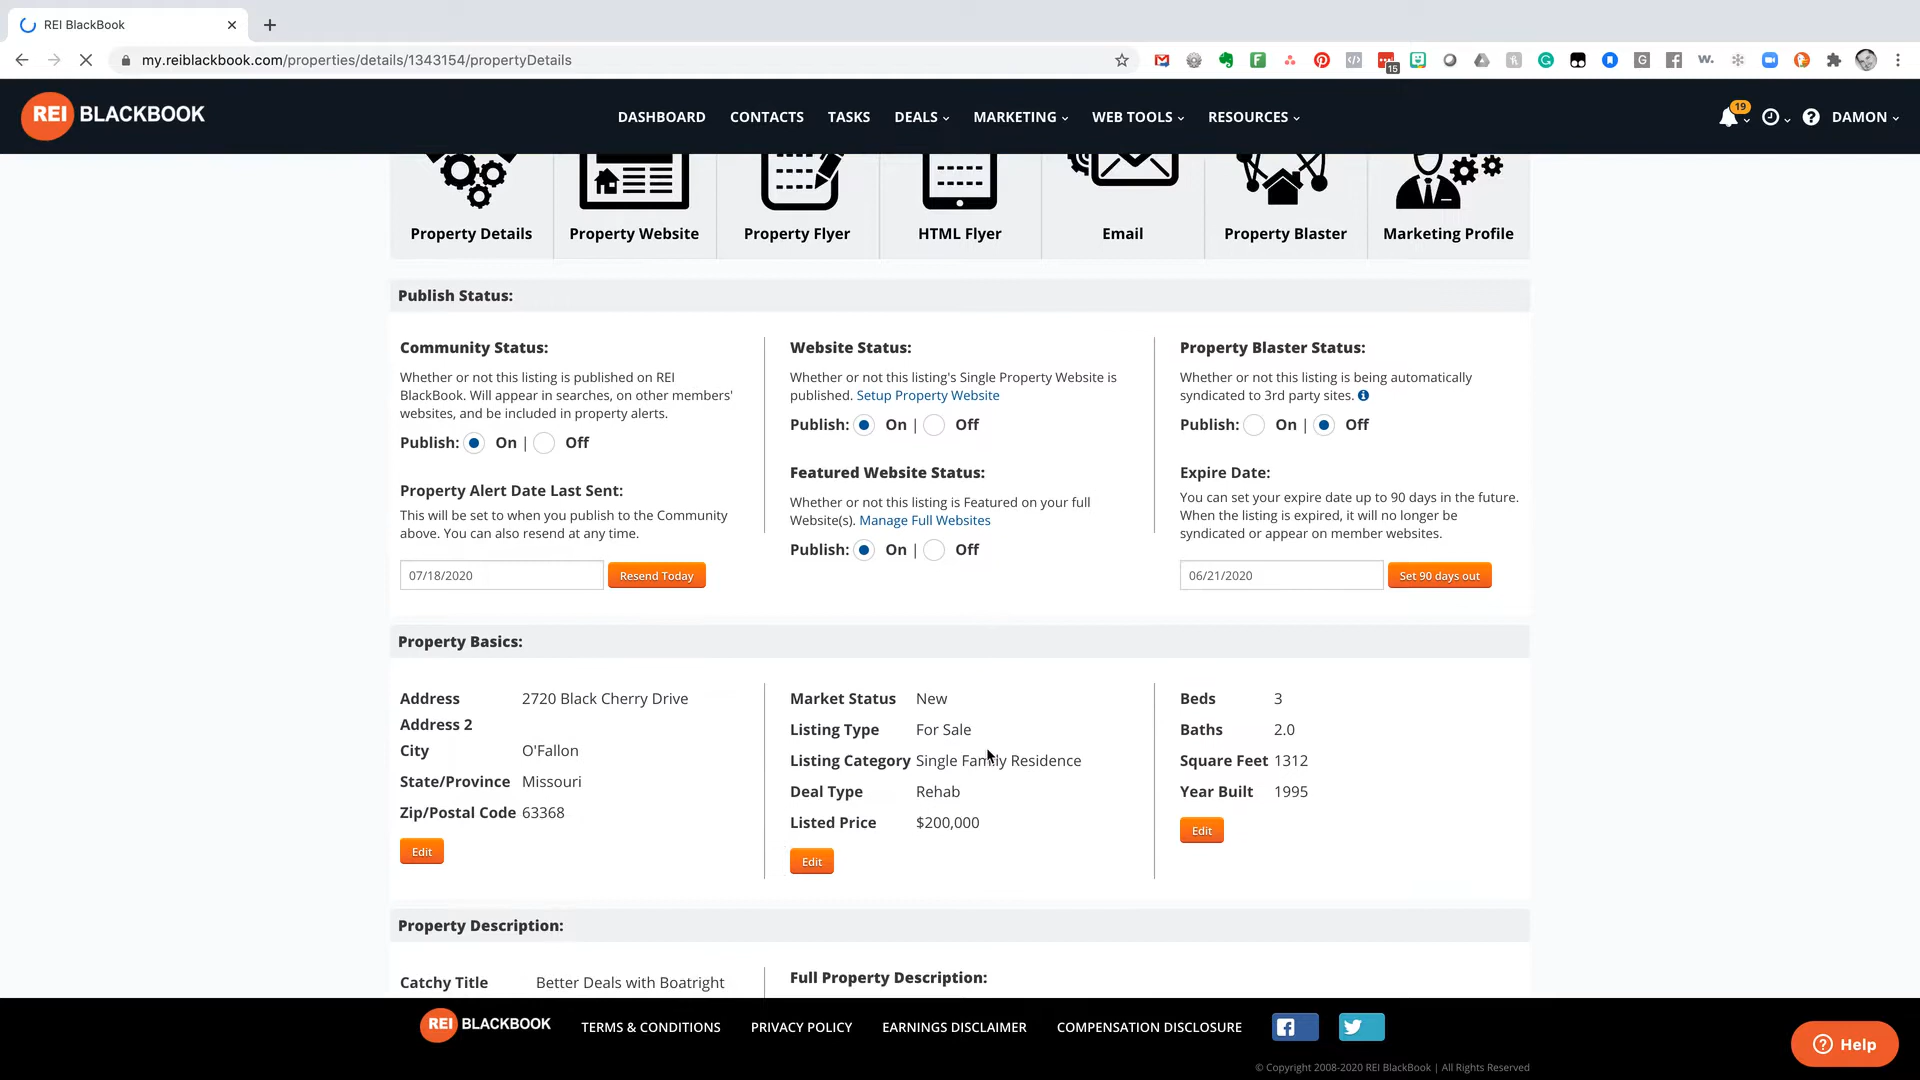 REI BlackBook
my.reiblackbook.com/properties/details/1343154/propertyDetails
15
REI BLACKBOOK
DASHBOARD
CONTACTS
TASKS
DEALS
MARKETING
WEB TOOLS
RESOURCES
19
DAMON
Property Details
Property Website
Property Flyer
HTML Flyer
Email
Property Blaster
Marketing Profile
Publish Status:
Community Status:
Whether or not this listing is published on REI
BlackBook. Will appear in searches, on other members'
websites, and be included in property alerts.
Publish: On | Off
Property Alert Date Last Sent:
This will be set to when you publish to the Community
above. You can also resend at any time.
07/18/2020
Resend Today
Website Status:
Whether or not this listing's Single Property Website is
published. Setup Property Website
Publish: On | Off
Featured Website Status:
Whether or not this listing is Featured on your full
Website(s). Manage Full Websites
Publish: On | Off
Property Blaster Status:
Whether or not this listing is being automatically
syndicated to 3rd party sites.
Publish: On | Off
Expire Date:
You can set your expire date up to 90 days in the future.
When the listing is expired, it will no longer be
syndicated or appear on member websites.
06/21/2020
Set 90 days out
Property Basics:
Address 2720 Black Cherry Drive
Address 2
City O'Fallon
State/Province Missouri
Zip/Postal Code 63368
Edit
Market Status New
Listing Type For Sale
Listing Category Single Family Residence
Deal Type Rehab
Listed Price $200,000
Edit
Beds 3
Baths 2.0
Square Feet 1312
Year Built 1995
Edit
Property Description:
Catchy Title Better Deals with Boatright
Full Property Description:
REI BLACKBOOK
TERMS & CONDITIONS
PRIVACY POLICY
EARNINGS DISCLAIMER
COMPENSATION DISCLOSURE
Help
© Copyright 2008-2020 REI BlackBook | All Rights Reserved